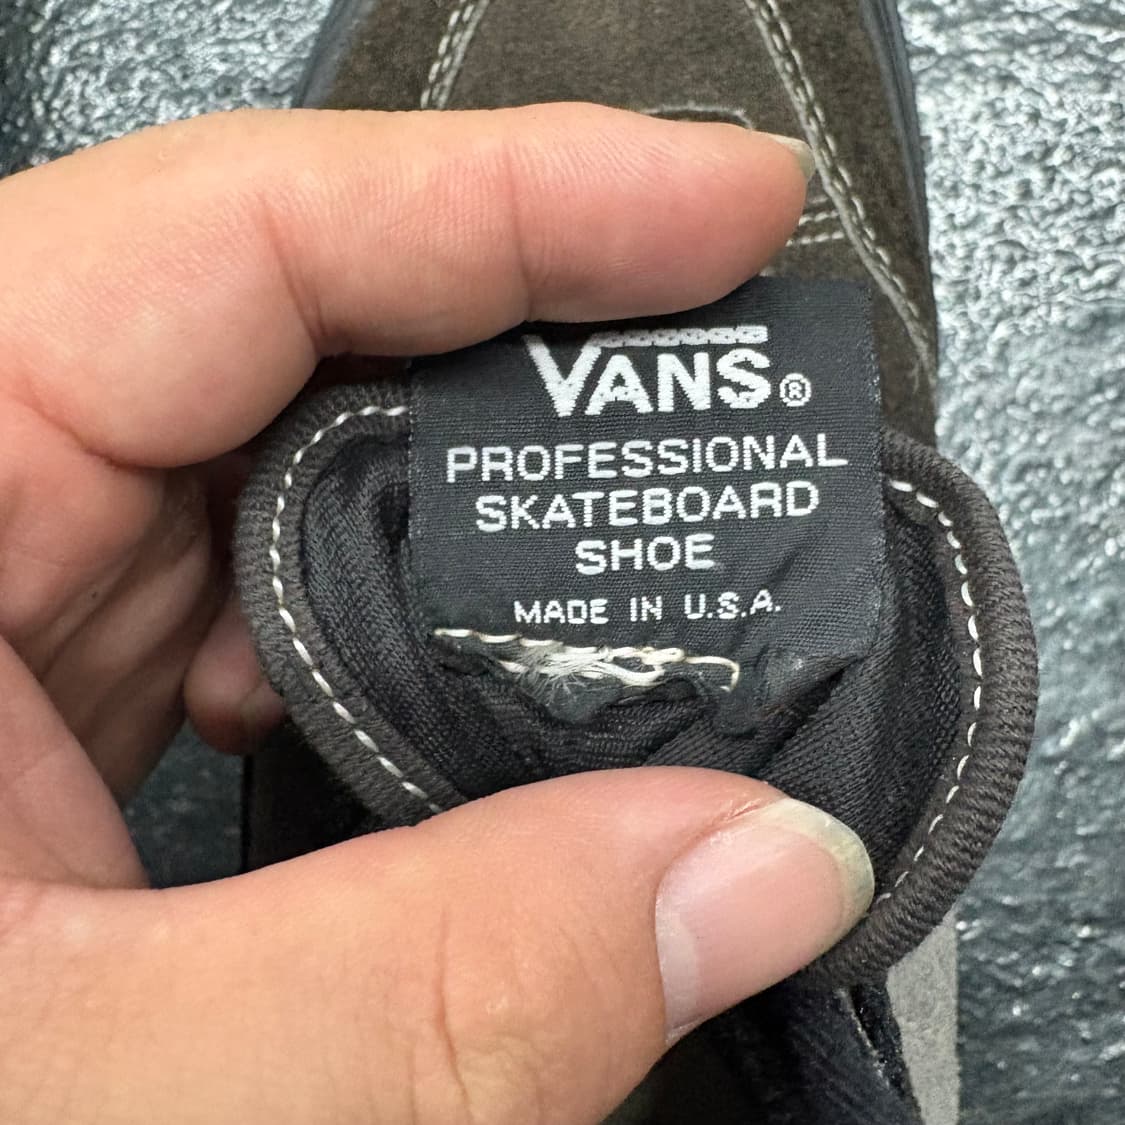 VANS®
PROFESSIONAL
SKATEBOARD
SHOE
MADE IN U.S.A.